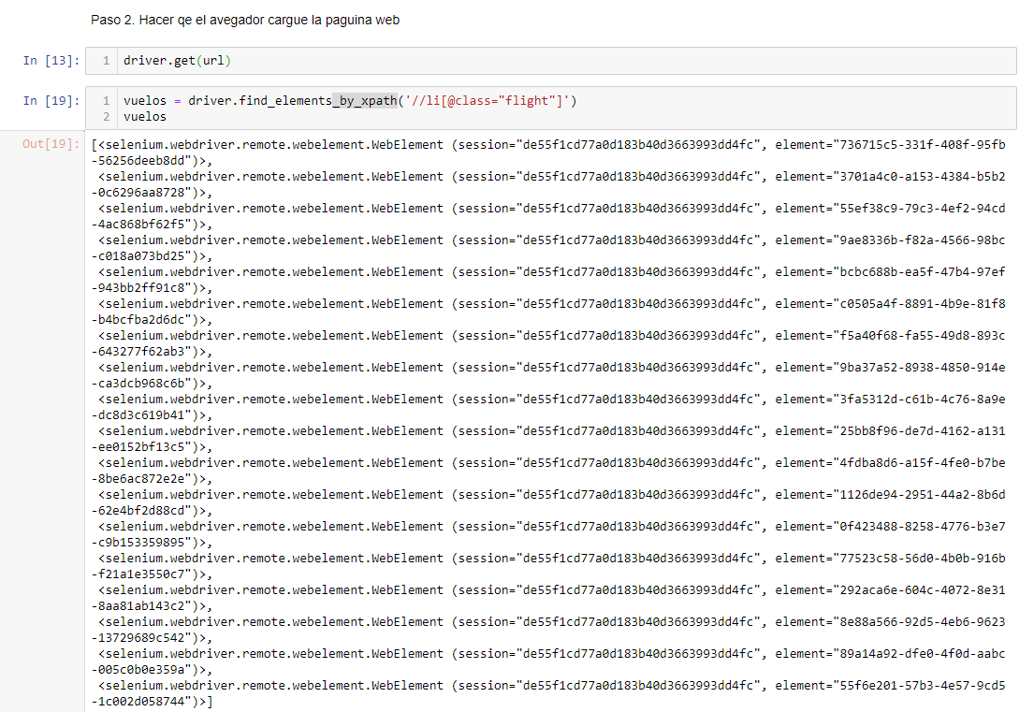 Paso 2. Hacer qe el avegador cargue la paguina web
In [13]: 1 driver.get(url)
In [19]: 1 vuelos = driver.find_elements_by_xpath('//li[@class="flight"]')
2 vuelos
Out[19]: [<selenium.webdriver.remote.webelement.WebElement (session="de55f1cd77a0d183b40d3663993dd4fc", element="736715c5-331f-408f-95fb
-56256deeb8dd")>,
<selenium.webdriver.remote.webelement.WebElement (session="de55f1cd77a0d183b40d3663993dd4fc", element="3701a4c0-a153-4384-b5b2
-0c6296aa8728")>,
<selenium.webdriver.remote.webelement.WebElement (session="de55f1cd77a0d183b40d3663993dd4fc", element="55ef38c9-79c3-4ef2-94cd
-4ac868bf62f5")>,
<selenium.webdriver.remote.webelement.WebElement (session="de55f1cd77a0d183b40d3663993dd4fc", element="9ae8336b-f82a-4566-98bc
-c018a073bd25")>,
<selenium.webdriver.remote.webelement.WebElement (session="de55f1cd77a0d183b40d3663993dd4fc", element="bcbc688b-ea5f-47b4-97ef
-943bb2ff91c8")>,
<selenium.webdriver.remote.webelement.WebElement (session="de55f1cd77a0d183b40d3663993dd4fc", element="c0505a4f-8891-4b9e-81f8
-b4bcfba2d6dc")>,
<selenium.webdriver.remote.webelement.WebElement (session="de55f1cd77a0d183b40d3663993dd4fc", element="f5a40f68-fa55-49d8-893c
-643277f62ab3")>,
<selenium.webdriver.remote.webelement.WebElement (session="de55f1cd77a0d183b40d3663993dd4fc", element="9ba37a52-8938-4850-914e
-ca3dcb968c6b")>,
<selenium.webdriver.remote.webelement.WebElement (session="de55f1cd77a0d183b40d3663993dd4fc", element="3fa5312d-c61b-4c76-8a9e
-dc8d3c619b41")>,
<selenium.webdriver.remote.webelement.WebElement (session="de55f1cd77a0d183b40d3663993dd4fc", element="25bb8f96-de7d-4162-a131
-ee0152bf13c5")>,
<selenium.webdriver.remote.webelement.WebElement (session="de55f1cd77a0d183b40d3663993dd4fc", element="4fdba8d6-a15f-4fe0-b7be
-8be6ac872e2e")>,
<selenium.webdriver.remote.webelement.WebElement (session="de55f1cd77a0d183b40d3663993dd4fc", element="1126de94-2951-44a2-8b6d
-62e4bf2d88cd")>,
<selenium.webdriver.remote.webelement.WebElement (session="de55f1cd77a0d183b40d3663993dd4fc", element="0f423488-8258-4776-b3e7
-c9b153359895")>,
<selenium.webdriver.remote.webelement.WebElement (session="de55f1cd77a0d183b40d3663993dd4fc", element="77523c58-56d0-4b0b-916b
-f21a1e3550c7")>,
<selenium.webdriver.remote.webelement.WebElement (session="de55f1cd77a0d183b40d3663993dd4fc", element="292aca6e-604c-4072-8e31
-8aa81ab143c2")>,
<selenium.webdriver.remote.webelement.WebElement (session="de55f1cd77a0d183b40d3663993dd4fc", element="8e88a566-92d5-4eb6-9623
-13729689c542")>,
<selenium.webdriver.remote.webelement.WebElement (session="de55f1cd77a0d183b40d3663993dd4fc", element="89a14a92-dfe0-4f0d-aabc
-005c0b0e359a")>,
<selenium.webdriver.remote.webelement.WebElement (session="de55f1cd77a0d183b40d3663993dd4fc", element="55f6e201-57b3-4e57-9cd5
-1c002d058744")>]